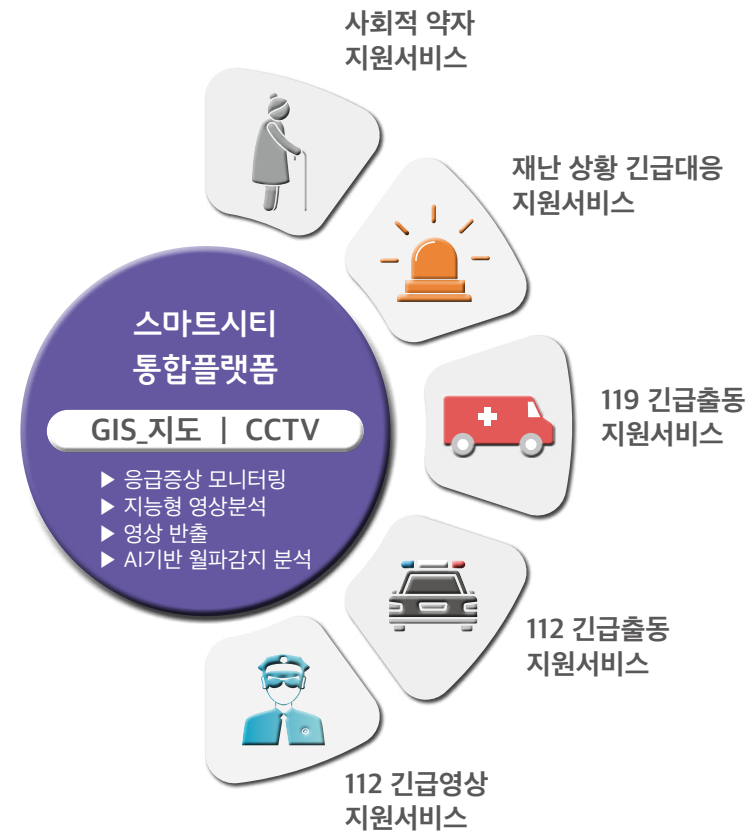 사회적 약자
지원서비스
재난 상황 긴급대응
지원서비스
스마트시티
통합플랫폼
GIS_지도 | CCTV
▶ 응급증상 모니터링
▶ 지능형 영상분석
▶ 영상 반출
▶ AI기반 월파감지 분석
119 긴급출동
지원서비스
112 긴급출동
지원서비스
112 긴급영상
지원서비스